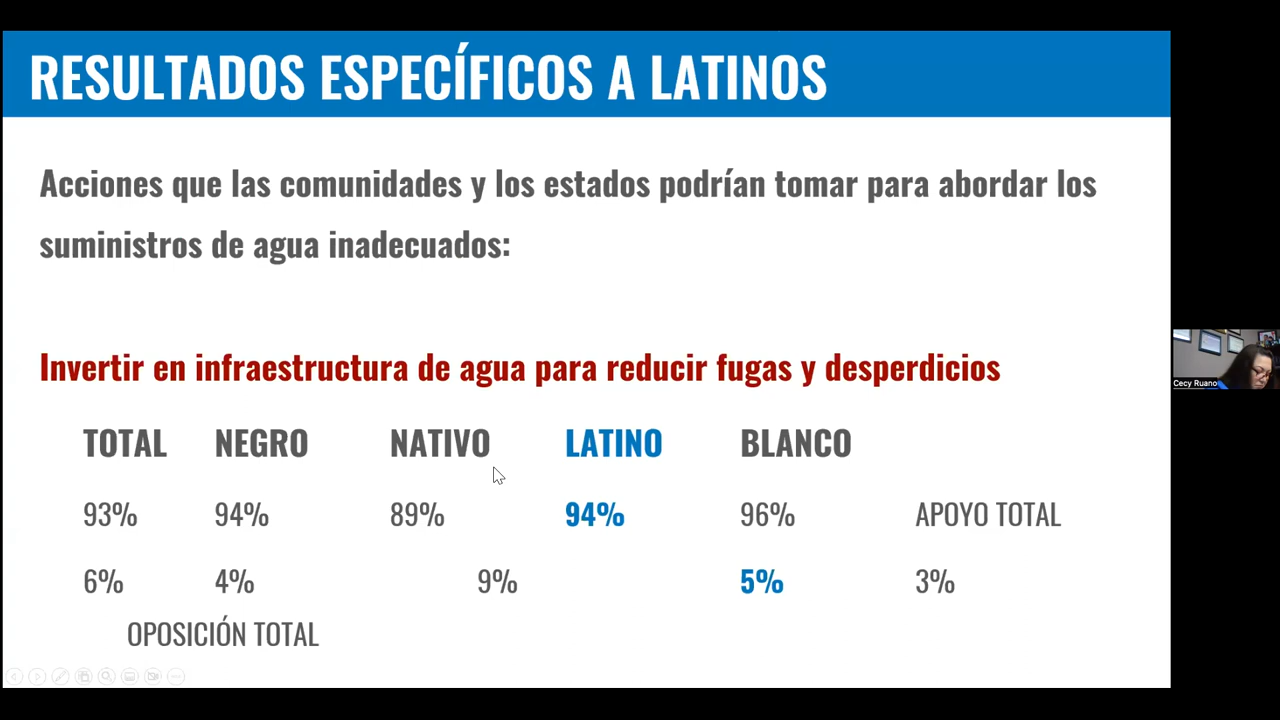 RESULTADOS ESPECÍFICOS A LATINOS
Acciones que las comunidades y los estados podrían tomar para abordar los
suministros de agua inadecuados:
Invertir en infraestructura de agua para reducir fugas y desperdicios
TOTAL NEGRO NATIVO LATINO BLANCO
93% 94% 89% 94% 96% APOYO TOTAL
6% 4% 9% 5% 3%
OPOSICIÓN TOTAL
Cecy Ruano